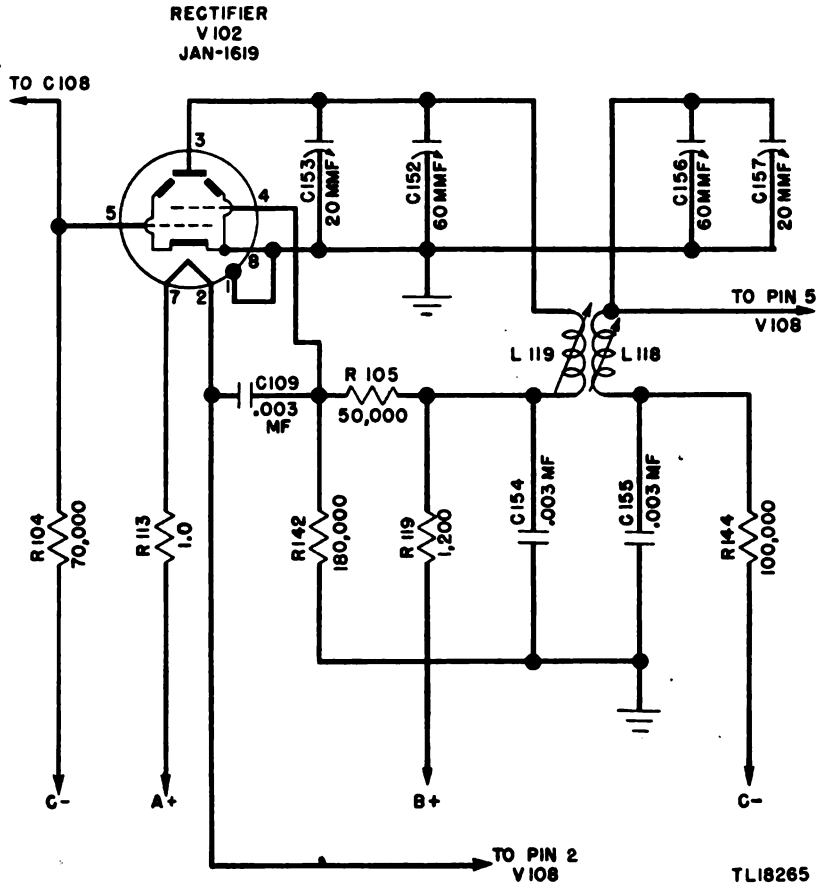 RECTIFIER
V102
JAN-1619
TO C108
3
4
5
8
1
7
2
C153
20 MMF
C152
60 MMF
C156
60 MMF
C157
20 MMF
TO PIN 5
V108
L119
L118
C109
.003
MF
R 105
50,000
R104
70,000
R113
1.0
R142
180,000
R119
1,200
C154
.003 MF
C155
.003 MF
R144
100,000
C-
A+
B+
C-
TO PIN 2
V108
TL18265